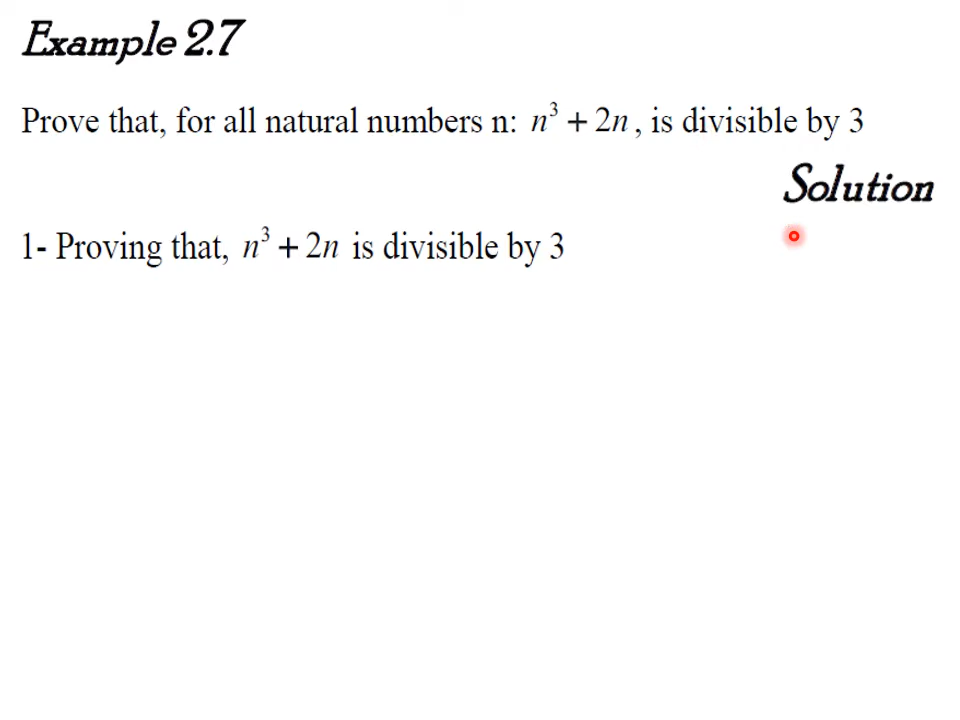 Example 2.7
Prove that, for all natural numbers n: n³ + 2n, is divisible by 3
Solution
1- Proving that, n³ + 2n is divisible by 3